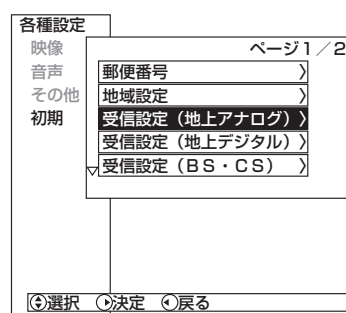 各種設定
映像
音声
その他
初期
ページ1／2
郵便番号 〉
地域設定 〉
受信設定（地上アナログ）〉
受信設定（地上デジタル）〉
受信設定（ＢＳ・ＣＳ） 〉
選択 決定 戻る